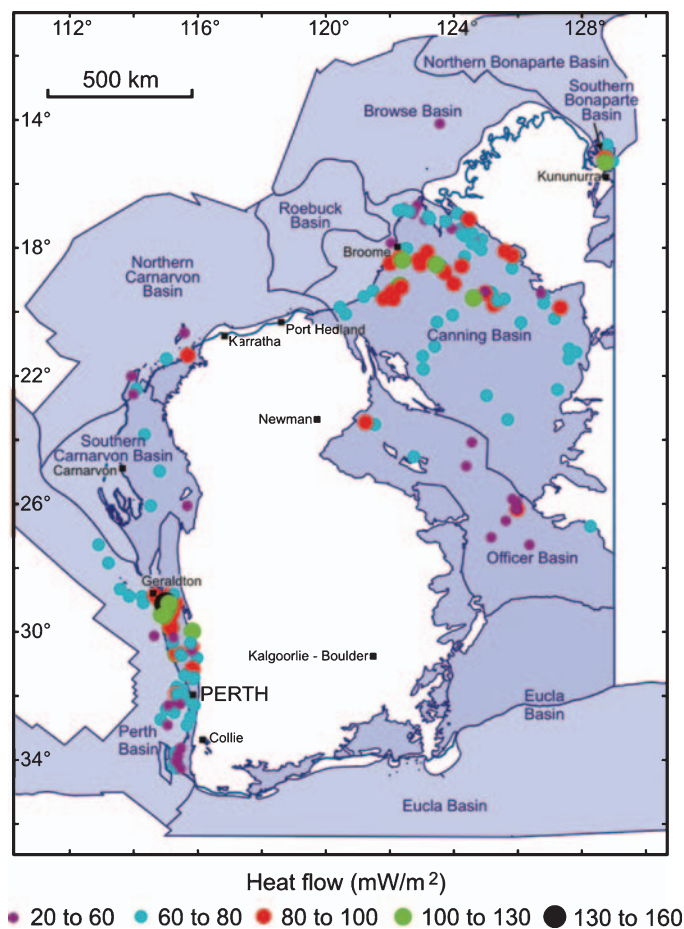 112° 116° 120° 124° 128°
500 km
Northern Bonaparte Basin
Southern
Bonaparte
Basin
Browse Basin
14°
Kununurra
Roebuck
Basin
Broome
18°
Northern
Carnarvon
Basin
Port Hedland
Karratha
Canning Basin
22°
Newman
Southern
Carnarvon Basin
Carnarvon
26°
Officer Basin
Geraldton
30°
Kalgoorlie - Boulder
PERTH
Eucla
Basin
Perth
Basin
Collie
34°
Eucla Basin
Heat flow (mW/m²)
20 to 60 60 to 80 80 to 100 100 to 130 130 to 160